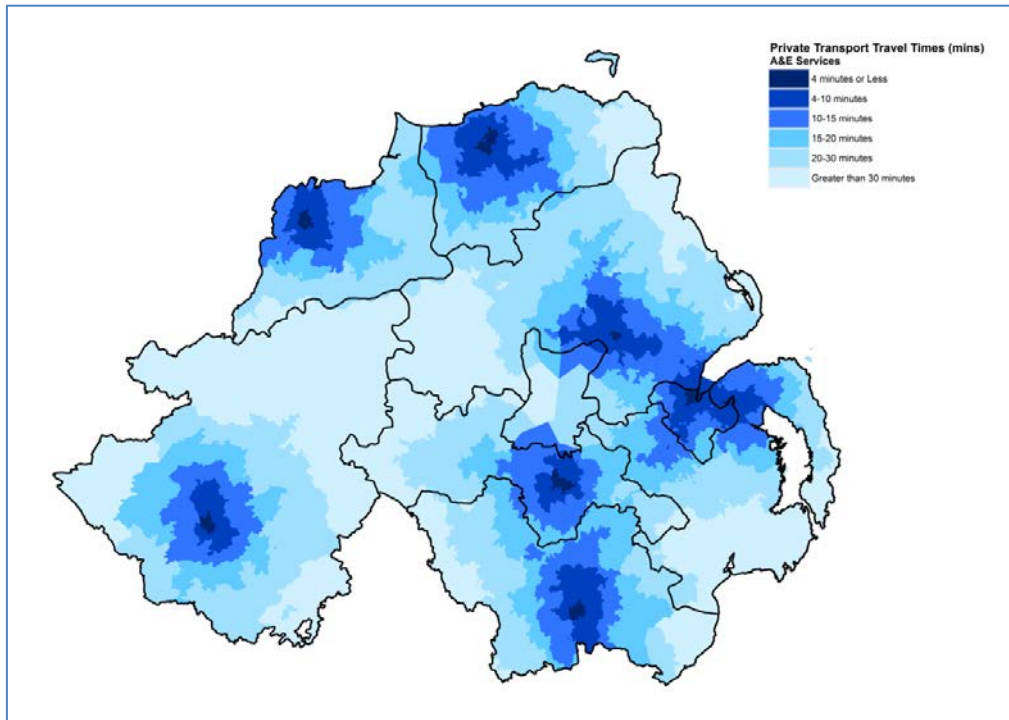 Private Transport Travel Times (mins)
A&E Services
4 minutes or Less
4-10 minutes
10-15 minutes
15-20 minutes
20-30 minutes
Greater than 30 minutes